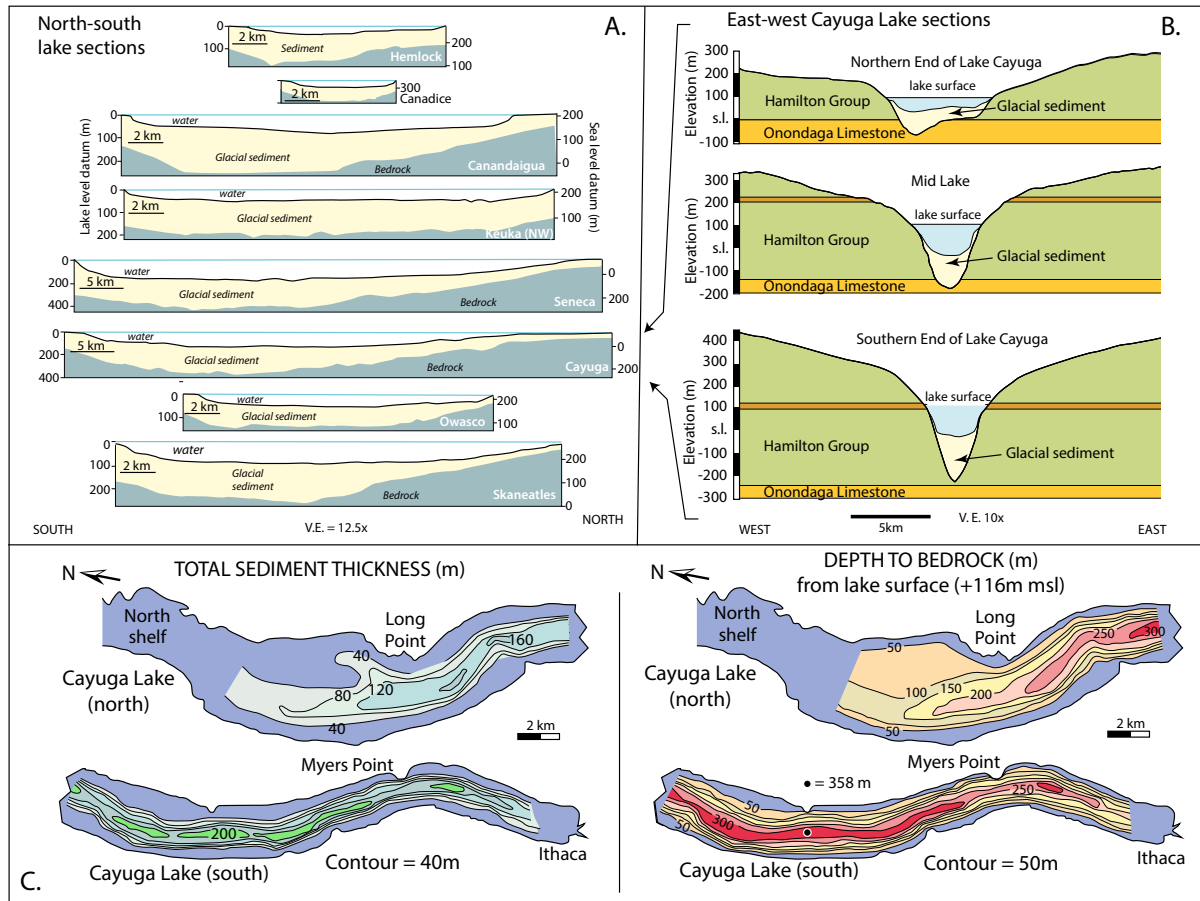 North-south
lake sections
A.
0
100
2 km
Sediment
Hemlock
200
100
2 km
300
Canadice
Lake level datum (m)
Sea level datum (m)
0
100
200
water
2 km
Glacial sediment
Bedrock
Canandaigua
200
100
0
0
100
200
water
2 km
Glacial sediment
Keuka (NW)
200
100
0
200
400
water
5 km
Glacial sediment
Bedrock
Seneca
0
200
0
200
400
water
5 km
Glacial sediment
Bedrock
Cayuga
0
200
0
100
water
2 km
Glacial sediment
Owasco
200
100
0
100
200
water
2 km
Glacial
sediment
Bedrock
Skaneatles
200
100
0
SOUTH
V.E. = 12.5x
NORTH
East-west Cayuga Lake sections
B.
Elevation (m)
300
200
100
s.l.
-100
Northern End of Lake Cayuga
lake surface
Hamilton Group
Glacial sediment
Onondaga Limestone
Elevation (m)
300
200
100
s.l.
-100
-200
Mid Lake
lake surface
Hamilton Group
Glacial sediment
Onondaga Limestone
Elevation (m)
400
300
200
100
s.l.
-100
-200
-300
Southern End of Lake Cayuga
lake surface
Hamilton Group
Glacial sediment
Onondaga Limestone
WEST
5km
V. E. 10x
EAST
N
TOTAL SEDIMENT THICKNESS (m)
North
shelf
Long
Point
Cayuga Lake
(north)
40
80
120
160
40
2 km
Myers Point
200
Ithaca
Cayuga Lake (south)
Contour = 40m
C.
N
DEPTH TO BEDROCK (m)
from lake surface (+116m msl)
North
shelf
Long
Point
Cayuga Lake
(north)
50
100
150
200
250
300
50
2 km
Myers Point
= 358 m
50
300
50
250
Ithaca
Cayuga Lake (south)
Contour = 50m